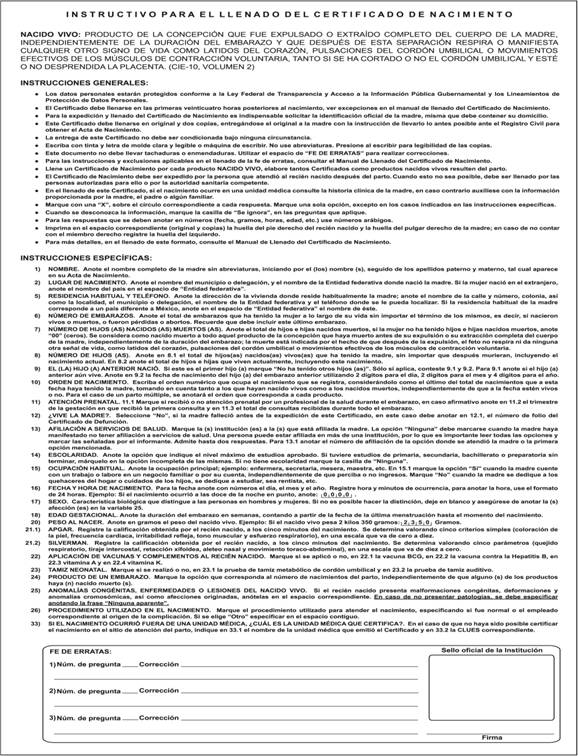 INSTRUCTIVO PARA EL LLENADO DEL CERTIFICADO DE NACIMIENTO
NACIDO VIVO: PRODUCTO DE LA CONCEPCIÓN QUE FUE EXPULSADO O EXTRAÍDO COMPLETO DEL CUERPO DE LA MADRE,
INDEPENDIENTEMENTE DE LA DURACIÓN DEL EMBARAZO Y QUE DESPUÉS DE ESTA SEPARACIÓN RESPIRA O MANIFIESTA
CUALQUIER OTRO SIGNO DE VIDA COMO LATIDOS DEL CORAZÓN, PULSACIONES DEL CORDÓN UMBILICAL O MOVIMIENTOS
EFECTIVOS DE LOS MÚSCULOS DE CONTRACCIÓN VOLUNTARIA, TANTO SI SE HA CORTADO O NO EL CORDÓN UMBILICAL Y ESTÉ
O NO DESPRENDIDA LA PLACENTA. (CIE-10, VOLUMEN 2)
INSTRUCCIONES GENERALES:
● Los datos personales estarán protegidos conforme a la Ley Federal de Transparencia y Acceso a la Información Pública Gubernamental y los Lineamientos de
Protección de Datos Personales.
● El Certificado debe llenarse en las primeras veinticuatro horas posteriores al nacimiento, ver excepciones en el manual de llenado del Certificado de Nacimiento.
● Para la expedición y llenado del Certificado de Nacimiento es indispensable solicitar la identificación oficial de la madre, misma que debe contener su domicilio.
● Este Certificado debe llenarse en original y dos copias, entregándose el original a la madre con la instrucción de llevarlo lo antes posible ante el Registro Civil para
obtener el Acta de Nacimiento.
● La entrega de este Certificado no debe ser condicionada bajo ninguna circunstancia.
● Escriba con tinta y letra de molde clara y legible o máquina de escribir. No use abreviaturas. Presione al escribir para legibilidad de las copias.
● Este documento no debe llevar tachaduras o enmendaduras. Utilizar el espacio de "FE DE ERRATAS" para realizar correcciones.
● Para las instrucciones y exclusiones aplicables en el llenado de la fe de erratas, consultar el Manual de Llenado del Certificado de Nacimiento.
● Llene un Certificado de Nacimiento por cada producto NACIDO VIVO, elabore tantos Certificados como productos nacidos vivos resulten del parto.
● El Certificado de Nacimiento debe ser expedido por la persona que atendió al recién nacido después del parto. Cuando esto no sea posible, debe ser llenado por las
personas autorizadas para ello o por la autoridad sanitaria competente.
● En el llenado de este Certificado, si el nacimiento ocurre en una unidad médica consulte la historia clínica de la madre, en caso contrario auxíliese con la información
proporcionada por la madre, el padre o algún familiar.
● Marque con una "X", sobre el círculo correspondiente a cada respuesta. Marque una sola opción, excepto en los casos indicados en las instrucciones específicas.
● Cuando se desconozca la información, marque la casilla de "Se ignora", en las preguntas que aplique.
● Para las respuestas que se deben anotar en números (fecha, gramos, horas, edad, etc.) use números arábigos.
● Imprima en el espacio correspondiente (original y copias) la huella del pie derecho del recién nacido y la huella del pulgar derecho de la madre; en caso de no contar
con el miembro derecho registre la huella del izquierdo.
● Para más detalles, en el llenado de este formato, consulte el Manual de Llenado del Certificado de Nacimiento.
INSTRUCCIONES ESPECÍFICAS:
1) NOMBRE. Anote el nombre completo de la madre sin abreviaturas, iniciando por el (los) nombre (s), seguido de los apellidos paterno y materno, tal cual aparece
en su Acta de Nacimiento.
2) LUGAR DE NACIMIENTO. Anote el nombre del municipio o delegación, y el nombre de la Entidad Federativa donde nació la madre. Si la mujer nació en el extranjero,
anote el nombre del país en el espacio de "Entidad Federativa".
5) RESIDENCIA HABITUAL Y TELÉFONO. Anote la dirección de la vivienda donde reside habitualmente la madre; anote el nombre de la calle y número, colonia, así
como la localidad, el municipio o delegación, el nombre de la Entidad Federativa y el teléfono donde se le pueda localizar. Si la residencia habitual de la madre
corresponde a un país diferente a México, anote en el espacio de "Entidad Federativa" el nombre de éste.
6) NÚMERO DE EMBARAZOS. Anote el total de embarazos que ha tenido la mujer a lo largo de su vida sin importar el término de los mismos, es decir, si nacieron
vivos o muertos, o fueron pérdidas o abortos. Recuerde que debe incluir este último embarazo.
7) NÚMERO DE HIJOS (AS) NACIDOS (AS) MUERTOS (AS). Anote el total de hijos e hijas nacidos muertos, si la mujer no ha tenido hijos e hijas nacidos muertos, anote
"00" (ceros). Se considera como nacido muerto a todo aquel producto de la concepción que haya muerto antes de su expulsión o extracción completa del cuerpo
de la madre, independientemente de la duración del embarazo; la muerte está indicada por el hecho de que después de la expulsión, el feto no respira ni da ninguna
otra señal de vida, como latidos del corazón, pulsaciones del cordón umbilical o movimientos efectivos de los músculos de contracción voluntaria.
8) NÚMERO DE HIJOS (AS). Anote en 8.1 el total de hijos(as) nacidos(as) vivos(os) que ha tenido la madre, sin importar que después murieran, incluyendo el
nacimiento actual. En 8.2 anote el total de hijos e hijas que viven actualmente, incluyendo este nacimiento.
9) EL (LA) HIJO (A) ANTERIOR NACIÓ. Si este es el primer hijo (a) marque "No ha tenido otros hijos (as)". Sólo si aplica, conteste 9.1 y 9.2. Para 9.1 anote si el hijo (a)
anterior aún vive. Anote en 9.2 la fecha de nacimiento del hijo (a) del embarazo anterior utilizando 2 dígitos para el día, 2 dígitos para el mes y 4 dígitos para el año.
10) ORDEN DE NACIMIENTO. Escriba el orden numérico que ocupa el nacimiento que se registra, considerándolo como el último del total de nacimientos que a esta
fecha haya tenido la madre, tomando en cuenta tanto a los que hayan nacido vivos como a los nacidos muertos, independientemente de que a la fecha estén vivos
o no. Para el caso de un parto múltiple, se anotará el orden que corresponda a cada producto.
11) ATENCIÓN PRENATAL. 11.1 Marque si recibió o no atención prenatal por un profesional de la salud durante el embarazo, en caso afirmativo anote en 11.2 el trimestre
de la gestación en que recibió la primera consulta y en 11.3 el total de consultas recibidas durante todo el embarazo.
12) ¿VIVE LA MADRE?. Seleccione "No", si la madre falleció antes de la expedición de este Certificado, en este caso debe anotar en 12.1, el número de folio del
Certificado de Defunción.
13) AFILIACIÓN A SERVICIOS DE SALUD. Marque la (s) institución (es) a la (s) que está afiliada la madre. La opción "Ninguna" debe marcarse cuando la madre haya
manifestado no tener afiliación a servicios de salud. Una persona puede estar afiliada en más de una institución, por lo que es importante leer todas las opciones y
marcar las señaladas por el informante. Admite hasta dos respuestas. Para 13.1 anotar el número de afiliación de la opción donde se atendió la madre o la primera
opción mencionada.
14) ESCOLARIDAD. Anote la opción que indique el nivel máximo de estudios aprobado. Si tuviere estudios de primaria, secundaria, bachillerato o preparatoria sin
terminar, márquelo en la opción incompleta de las mismas. Si no tiene escolaridad marque la casilla de "Ninguna".
15) OCUPACIÓN HABITUAL. Anote la ocupación principal; ejemplo: enfermera, secretaria, mesera, maestra, etc. En 15.1 marque la opción "Sí" cuando la madre cuente
con un trabajo o labore en un negocio familiar o por su cuenta, independientemente de que perciba o no ingresos. Marque "No" cuando la madre se dedique a los
quehaceres del hogar o cuidados de los hijos, se dedique a estudiar, sea rentista, etc.
16) FECHA Y HORA DE NACIMIENTO. Para la fecha anote con números el día, el mes y el año. Registre hora y minutos de ocurrencia, para anotar la hora, use el formato
de 24 horas. Ejemplo: Si el nacimiento ocurrió a las doce de la noche en punto, anote: 0 0 0 0 .
17) SEXO. Característica biológica que distingue a las personas en hombres y mujeres. Si no es posible hacer la distinción, deje en blanco y asegúrese de anotar la (s)
afección (es) en la variable 25.
18) EDAD GESTACIONAL. Anote la duración del embarazo en semanas, contando a partir de la fecha de la última menstruación hasta el momento del nacimiento.
20) PESO AL NACER. Anote en gramos el peso del nacido vivo. Ejemplo: Si el nacido vivo pesa 2 kilos 350 gramos: 2 3 5 0 Gramos.
21.1) APGAR. Registre la calificación obtenida por el recién nacido, a los cinco minutos del nacimiento. Se determina valorando cinco criterios simples (coloración de
la piel, frecuencia cardíaca, irritabilidad refleja, tono muscular y esfuerzo respiratorio), en una escala que va de cero a diez.
21.2) SILVERMAN. Registre la calificación obtenida por el recién nacido, a los cinco minutos del nacimiento. Se determina valorando cinco parámetros (quejido
respiratorio, tiraje intercostal, retracción xifoidea, aleteo nasal y movimiento toraco-abdominal), en una escala que va de diez a cero.
22) APLICACIÓN DE VACUNAS Y COMPLEMENTOS AL RECIÉN NACIDO. Marque si se aplicó o no, en 22.1 la vacuna BCG, en 22.2 la vacuna contra la Hepatitis B, en
22.3 vitamina A y en 22.4 vitamina K.
23) TAMIZ NEONATAL. Marque si se realizó o no, en 23.1 la prueba de tamiz metabólico de cordón umbilical y en 23.2 la prueba de tamiz auditivo.
24) PRODUCTO DE UN EMBARAZO. Marque la opción que corresponda al número de nacimientos del parto, independientemente de que alguno (s) de los productos
haya (n) nacido muerto (s).
25) ANOMALÍAS CONGÉNITAS, ENFERMEDADES O LESIONES DEL NACIDO VIVO. Si el recién nacido presenta malformaciones congénitas, deformaciones y
anomalías cromosómicas, así como afecciones originadas, anótelas en el espacio correspondiente. En caso de no presentar patologías, se debe especificar
anotando la frase "Ninguna aparente".
26) PROCEDIMIENTO UTILIZADO EN EL NACIMIENTO. Marque el procedimiento utilizado para atender el nacimiento, especificando si fue normal o el empleado
correspondiente al origen de la complicación. Si se elige "Otro" especificar en el espacio contiguo.
33) SI EL NACIMIENTO OCURRIÓ FUERA DE UNA UNIDAD MÉDICA, ¿CUÁL ES LA UNIDAD MÉDICA QUE CERTIFICA?. En el caso de que no haya sido posible certificar
el nacimiento en el sitio de atención del parto, indique en 33.1 el nombre de la unidad médica que emitió el Certificado y en 33.2 la CLUES correspondiente.
FE DE ERRATAS:
Sello oficial de la Institución
1) Núm. de pregunta ____ Corrección
2) Núm. de pregunta ____ Corrección
3) Núm. de pregunta ____ Corrección
Firma